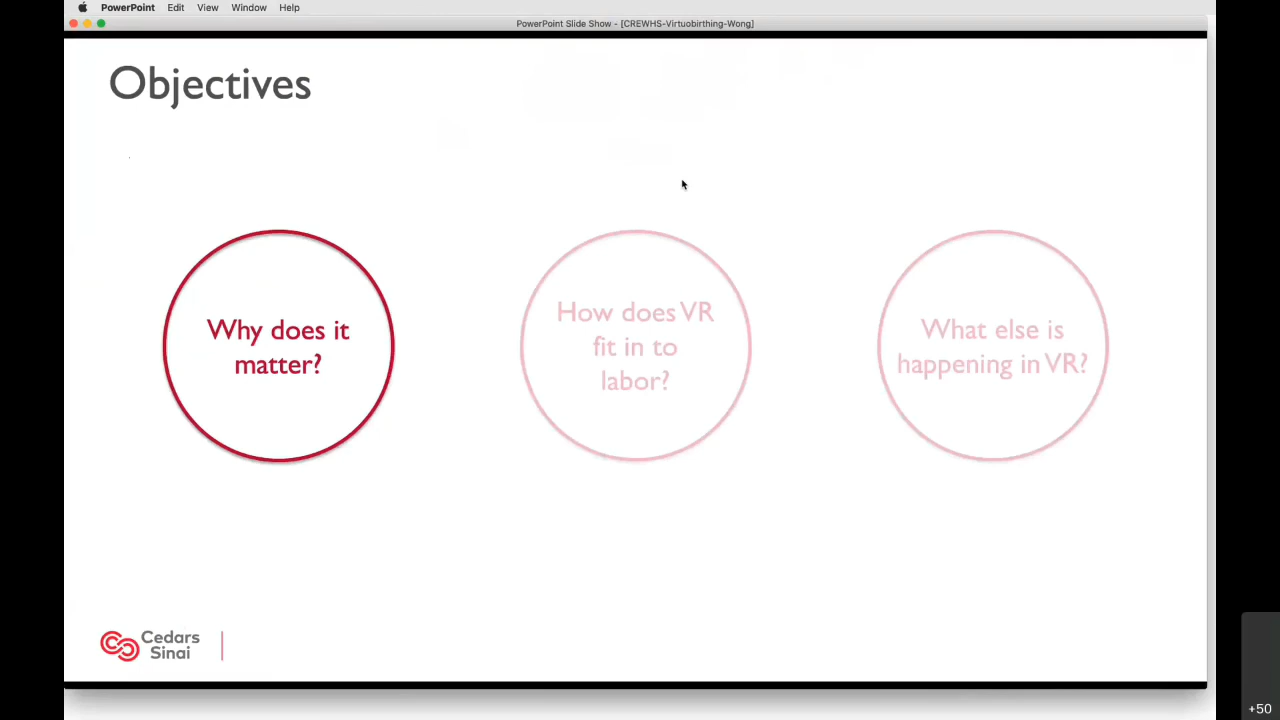 PowerPoint Edit View Window Help
PowerPoint Slide Show - [CREWHS-Virtuobirthing-Wong]
Objectives
Why does it
matter?
How does VR
fit in to
labor?
What else is
happening in VR?
Cedars
Sinai
+50